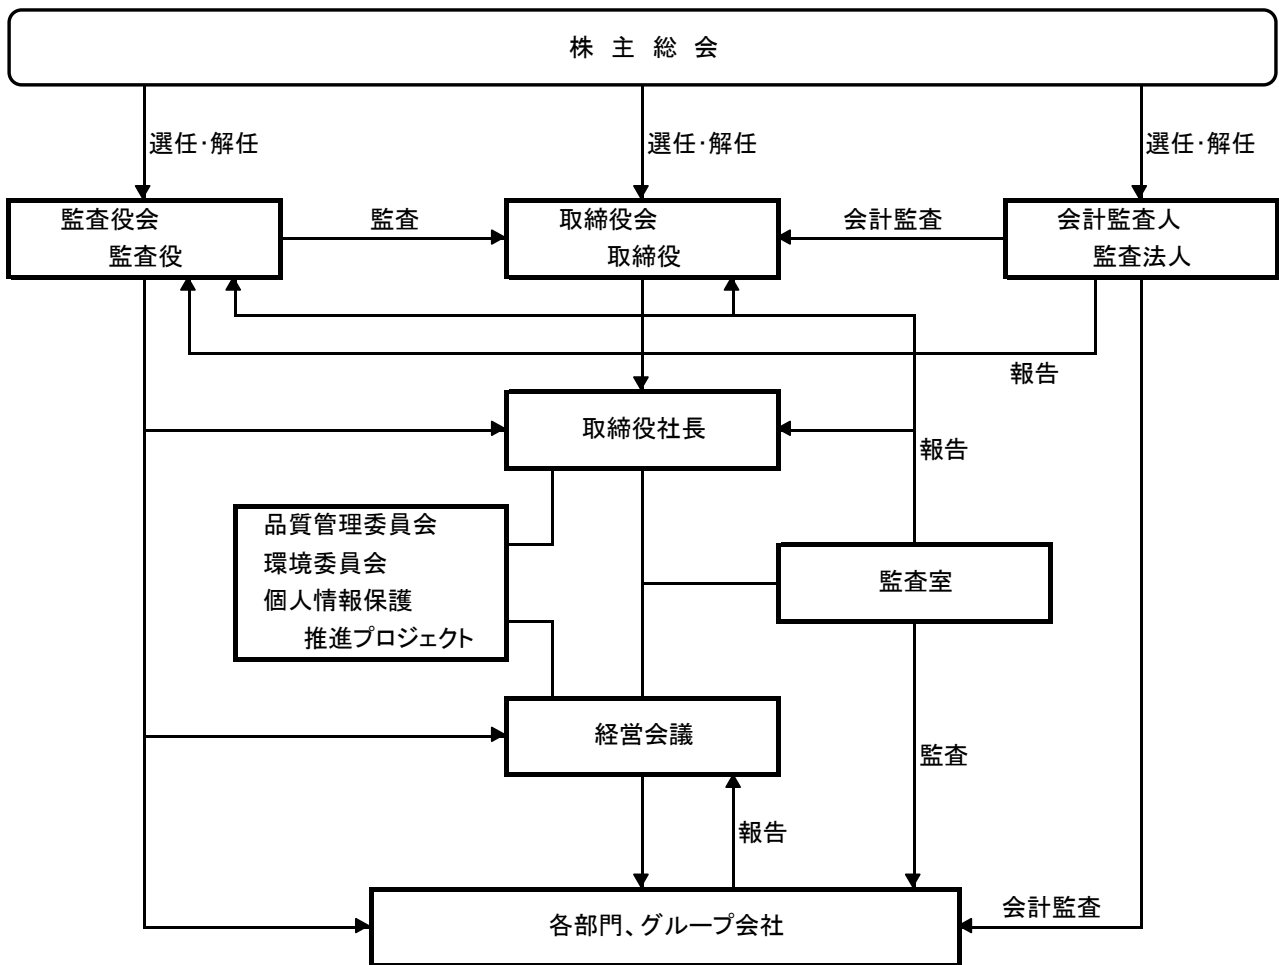 株 主 総 会
選任･解任
選任･解任
選任･解任
監査役会
監査役
監査
取締役会
取締役
会計監査
会計監査人
監査法人
報告
取締役社長
報告
品質管理委員会
環境委員会
個人情報保護
推進プロジェクト
監査室
経営会議
監査
報告
各部門、グループ会社
会計監査